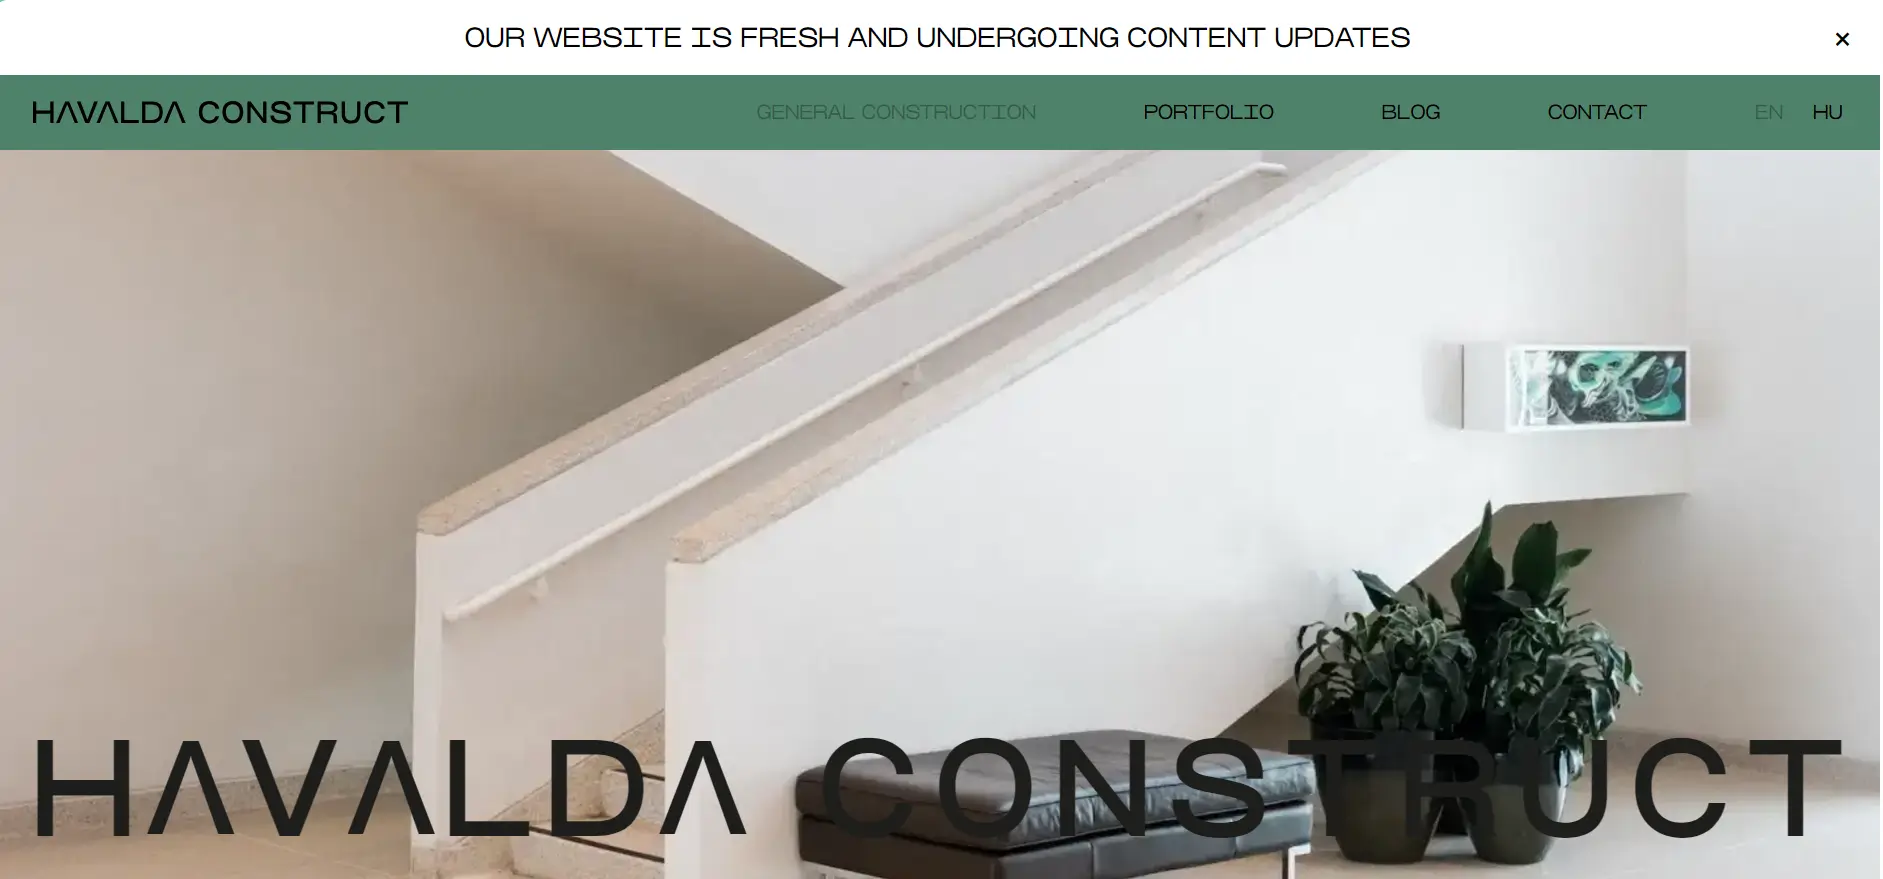 OUR WEBSITE IS FRESH AND UNDERGOING CONTENT UPDATES ×
HAVALDA CONSTRUCT GENERAL CONSTRUCTION PORTFOLIO BLOG CONTACT EN HU
HAVALDA CONSTRUCT